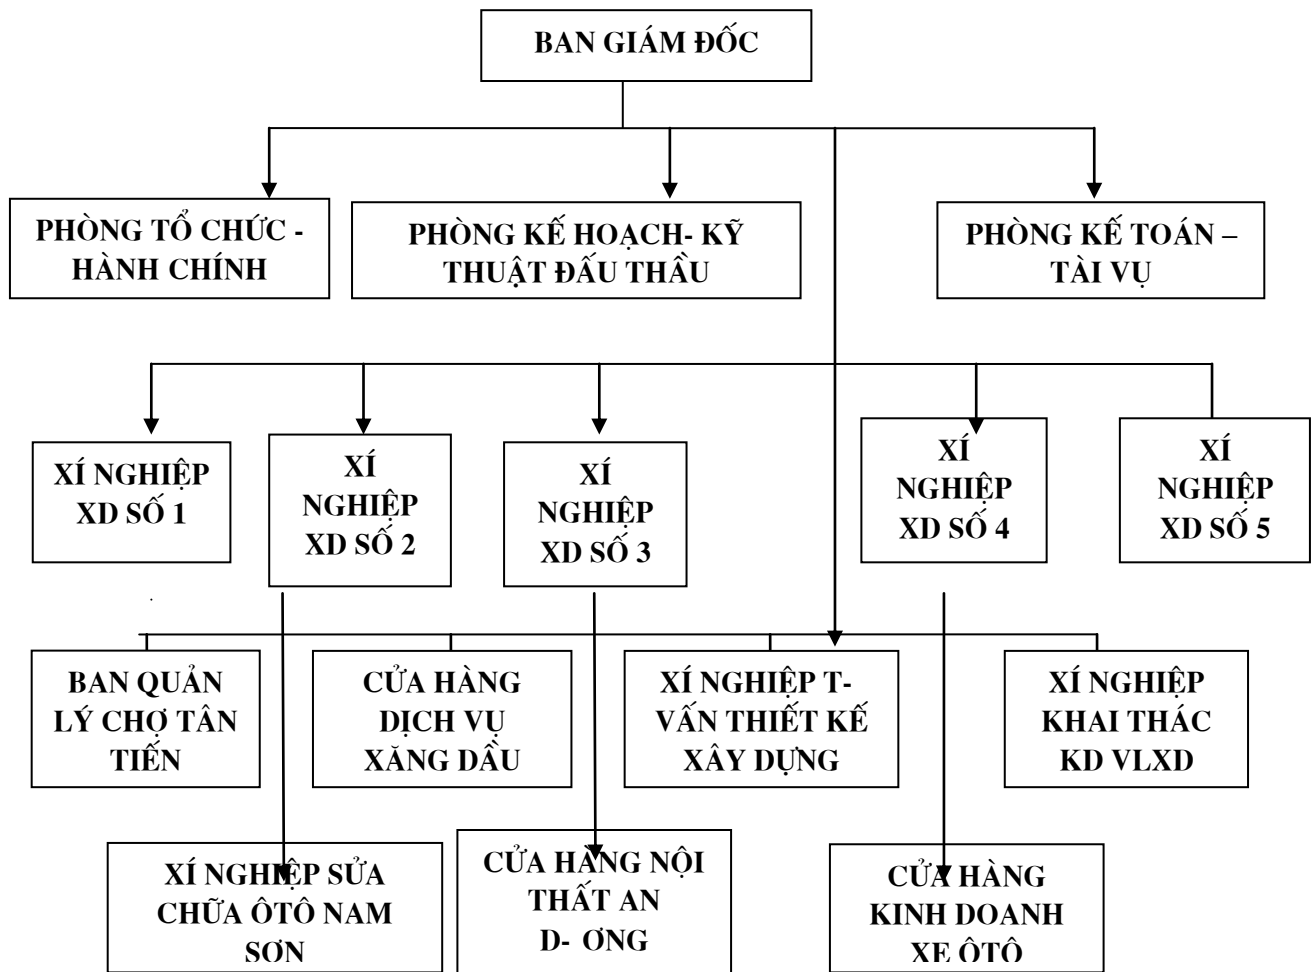 BAN GIÁM ĐỐC
PHÒNG TỔ CHỨC -
HÀNH CHÍNH
PHÒNG KẾ HOẠCH- KỸ
THUẬT ĐẤU THẦU
PHÒNG KẾ TOÁN –
TÀI VỤ
XÍ NGHIỆP
XD SỐ 1
XÍ
NGHIỆP
XD SỐ 2
XÍ
NGHIỆP
XD SỐ 3
XÍ
NGHIỆP
XD SỐ 4
XÍ
NGHIỆP
XD SỐ 5
BAN QUẢN
LÝ CHỢ TÂN
TIẾN
CỬA HÀNG
DỊCH VỤ
XĂNG DẦU
XÍ NGHIỆP T-
VẤN THIẾT KẾ
XÂY DỰNG
XÍ NGHIỆP
KHAI THÁC
KD VLXD
XÍ NGHIỆP SỬA
CHỮA ÔTÔ NAM
SƠN
CỬA HÀNG NỘI
THẤT AN
D- ƠNG
CỬA HÀNG
KINH DOANH
XE ÔTÔ